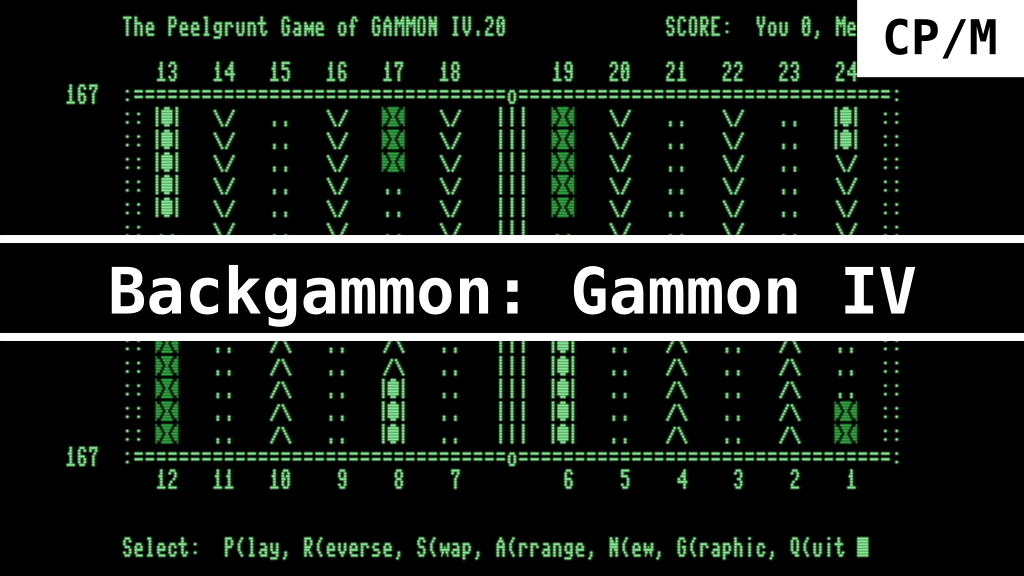 The Peelgrunt Game of GAMMON IV.20 SCORE: You 0, Me
CP/M
13 14 15 16 17 18 19 20 21 22 23 24
167
Backgammon: Gammon IV
167
12 11 10 9 8 7 6 5 4 3 2 1
Select: P(lay, R(everse, S(wap, A(rrange, N(ew, G(raphic, Q(uit